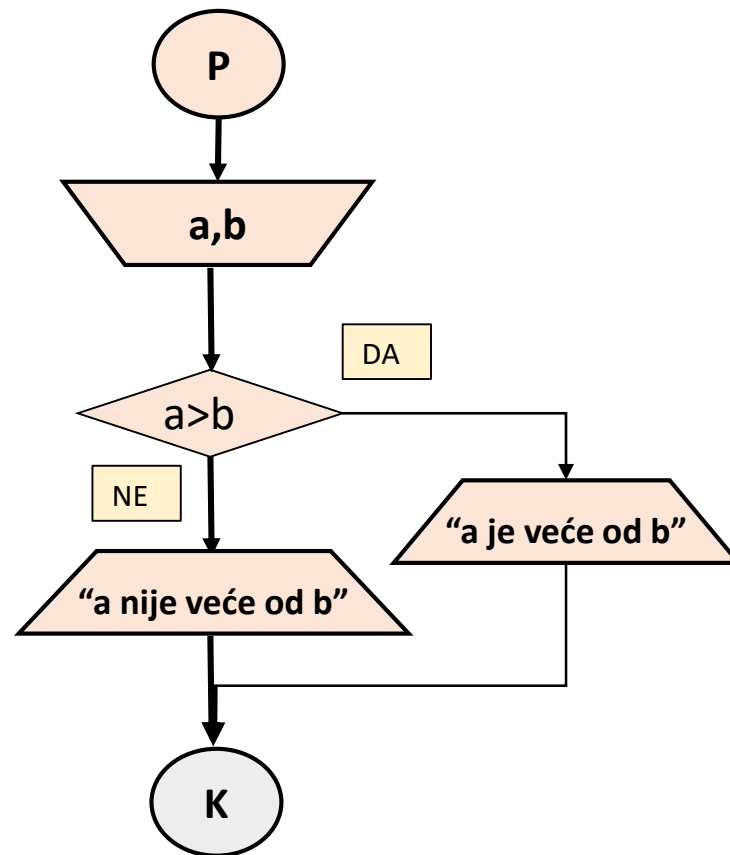 P
a,b
DA
a>b
NE
“a je veće od b”
“a nije veće od b”
K